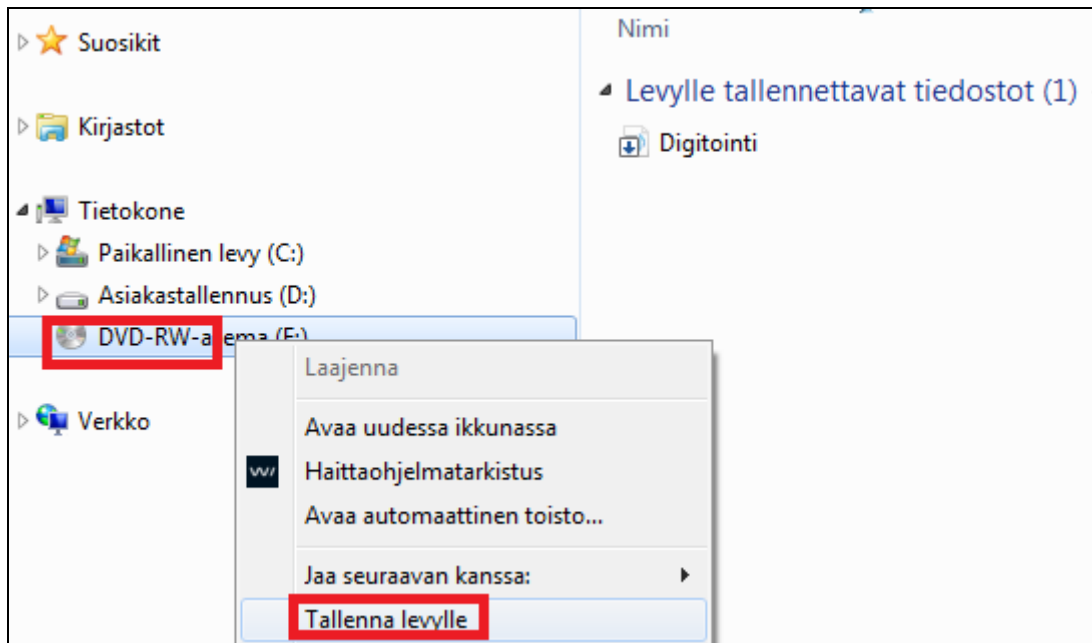 Suosikit
Kirjastot
Tietokone
Paikallinen levy (C:)
Asiakastallennus (D:)
DVD-RW-asema (E:)
Verkko
Nimi
Levylle tallennettavat tiedostot (1)
Digitointi
Laajenna
Avaa uudessa ikkunassa
Haittaohjelmatarkistus
Avaa automaattinen toisto...
Jaa seuraavan kanssa:
Tallenna levylle